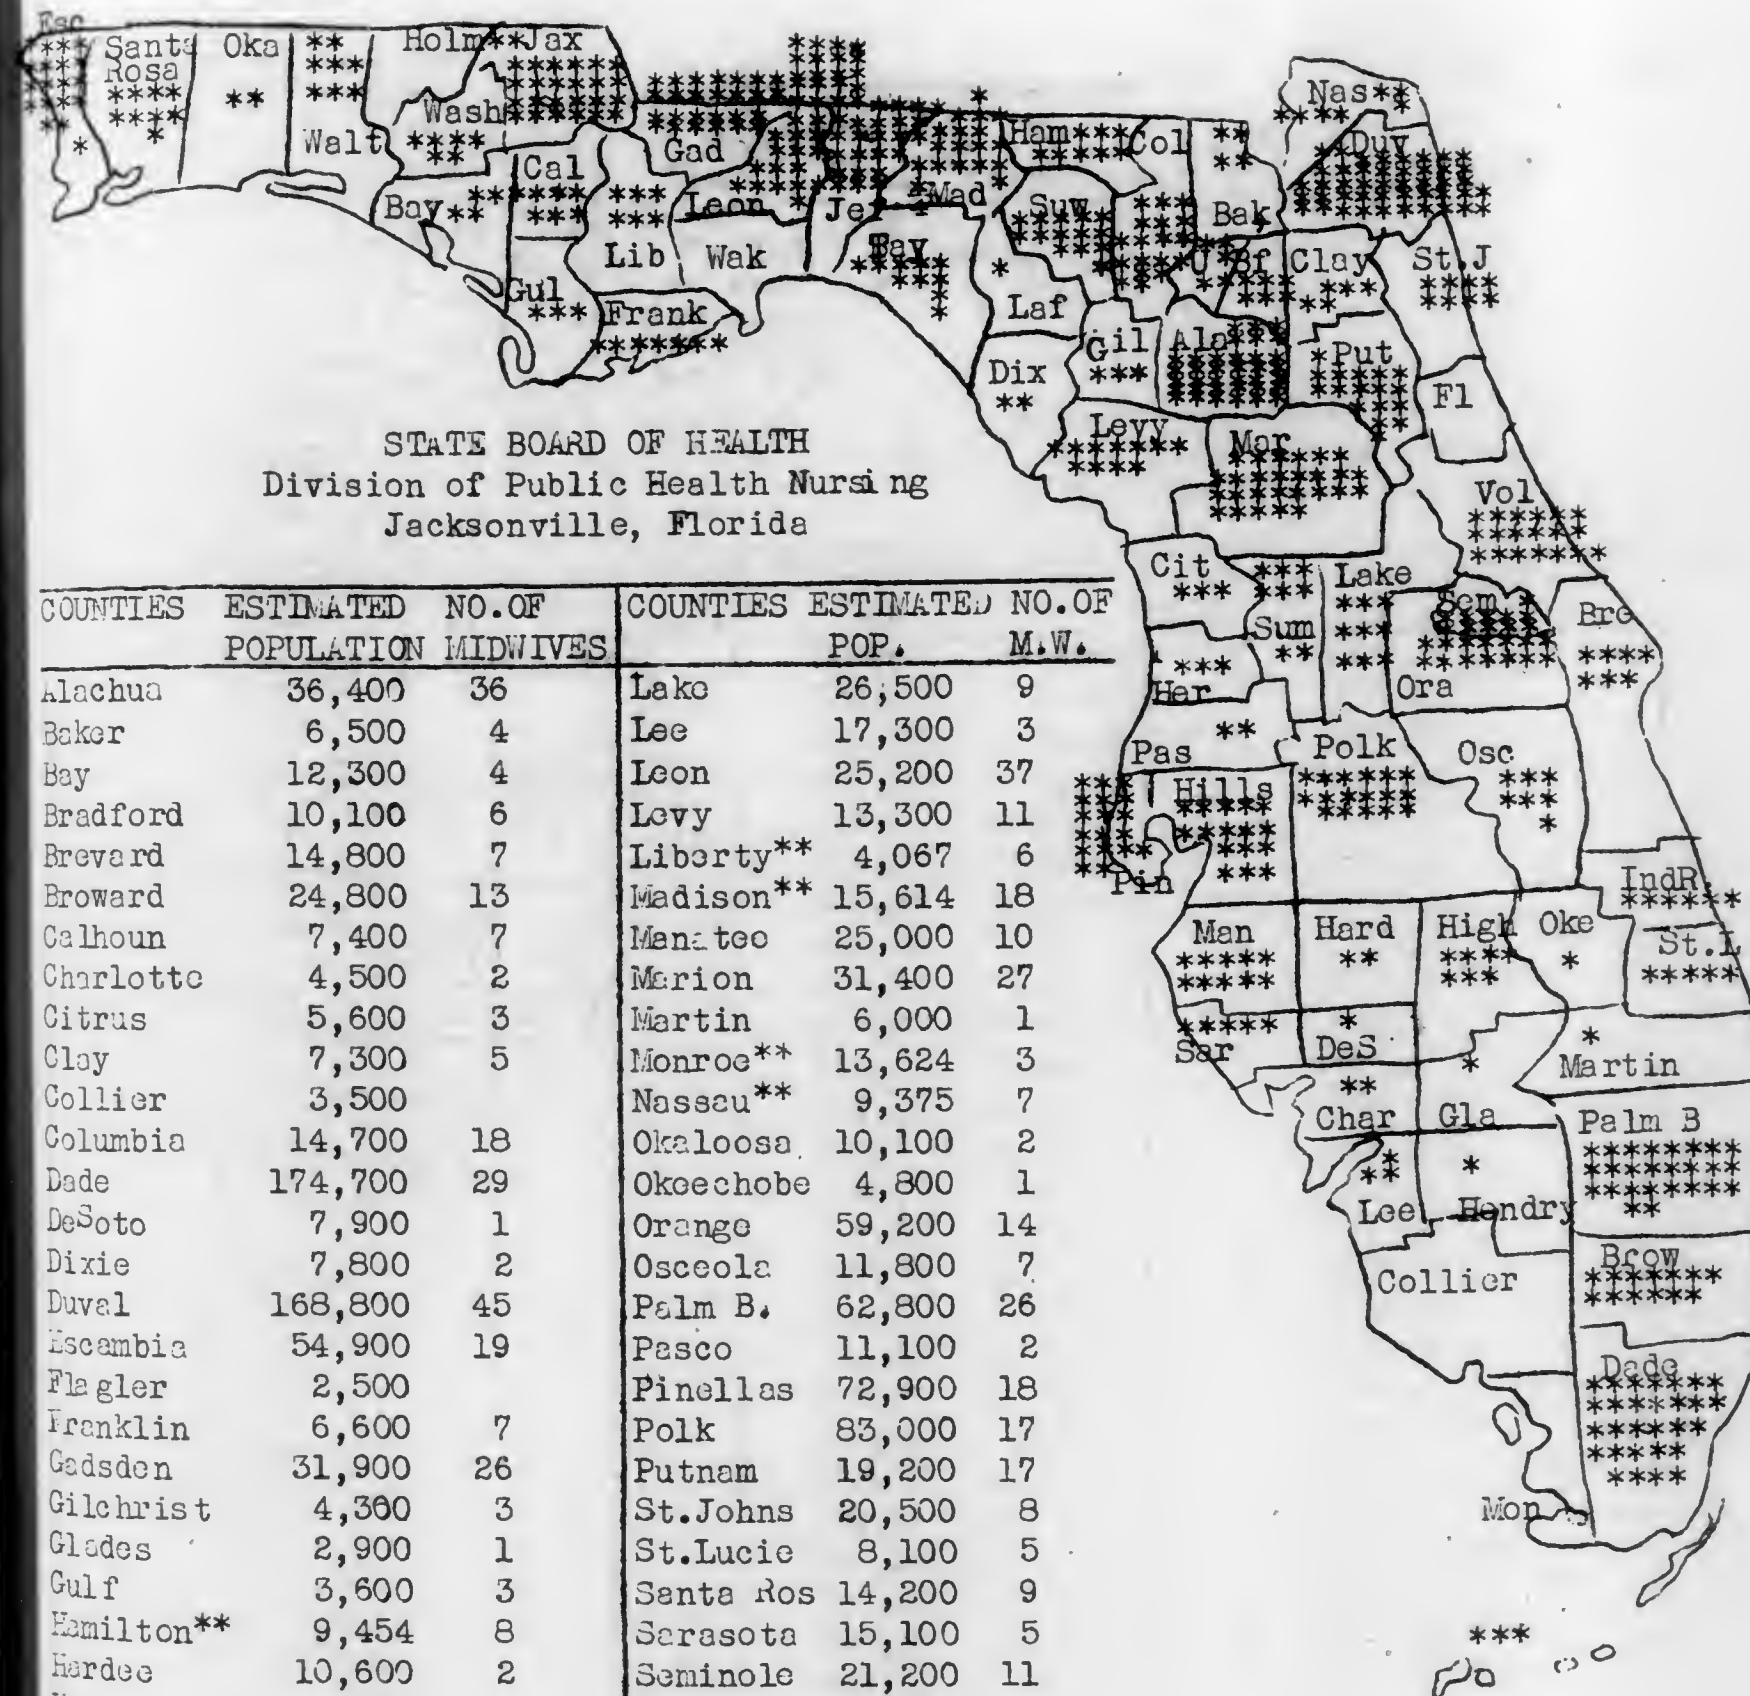 Esc
Santa Rosa
Oka
Walt
Holm
Jax
Wash
Bay
Cal
Gul
Lib
Gad
Leon
Wak
Frank
Mad
Tay
Ham
Col
Suw
Laf
Dix
Gil
Bak
Nas
Duv
Clay
St.J
Ala
Put
Fl
Levy
Mar
Vol
Cit
Sum
Lake
Sem
Ora
Bre
Her
Pas
Hills
Pin
Polk
Osc
IndR.
Man
Hard
High
Oke
St.L
Sar
DeS
Martin
Char
Gla
Palm B
Lee
Hendry
Collier
Brow
Dade
Mon
STATE BOARD OF HEALTH
Division of Public Health Nursing
Jacksonville, Florida
COUNTIES ESTIMATED NO.OF
POPULATION MIDWIVES
Alachua 36,400 36
Baker 6,500 4
Bay 12,300 4
Bradford 10,100 6
Brevard 14,800 7
Broward 24,800 13
Calhoun 7,400 7
Charlotte 4,500 2
Citrus 5,600 3
Clay 7,300 5
Collier 3,500
Columbia 14,700 18
Dade 174,700 29
DeSoto 7,900 1
Dixie 7,800 2
Duval 168,800 45
Escambia 54,900 19
Flagler 2,500
Franklin 6,600 7
Gadsden 31,900 26
Gilchrist 4,300 3
Glades 2,900 1
Gulf 3,600 3
Hamilton** 9,454 8
Hardee 10,600 2
COUNTIES ESTIMATED NO.OF
POP. M.W.
Lake 26,500 9
Lee 17,300 3
Leon 25,200 37
Levy 13,300 11
Liberty** 4,067 6
Madison** 15,614 18
Manatee 25,000 10
Marion 31,400 27
Martin 6,000 1
Monroe** 13,624 3
Nassau** 9,375 7
Okaloosa 10,100 2
Okeechobe 4,800 1
Orange 59,200 14
Osceola 11,800 7
Palm B. 62,800 26
Pasco 11,100 2
Pinellas 72,900 18
Polk 83,000 17
Putnam 19,200 17
St.Johns 20,500 8
St.Lucie 8,100 5
Santa Ros 14,200 9
Sarasota 15,100 5
Seminole 21,200 11